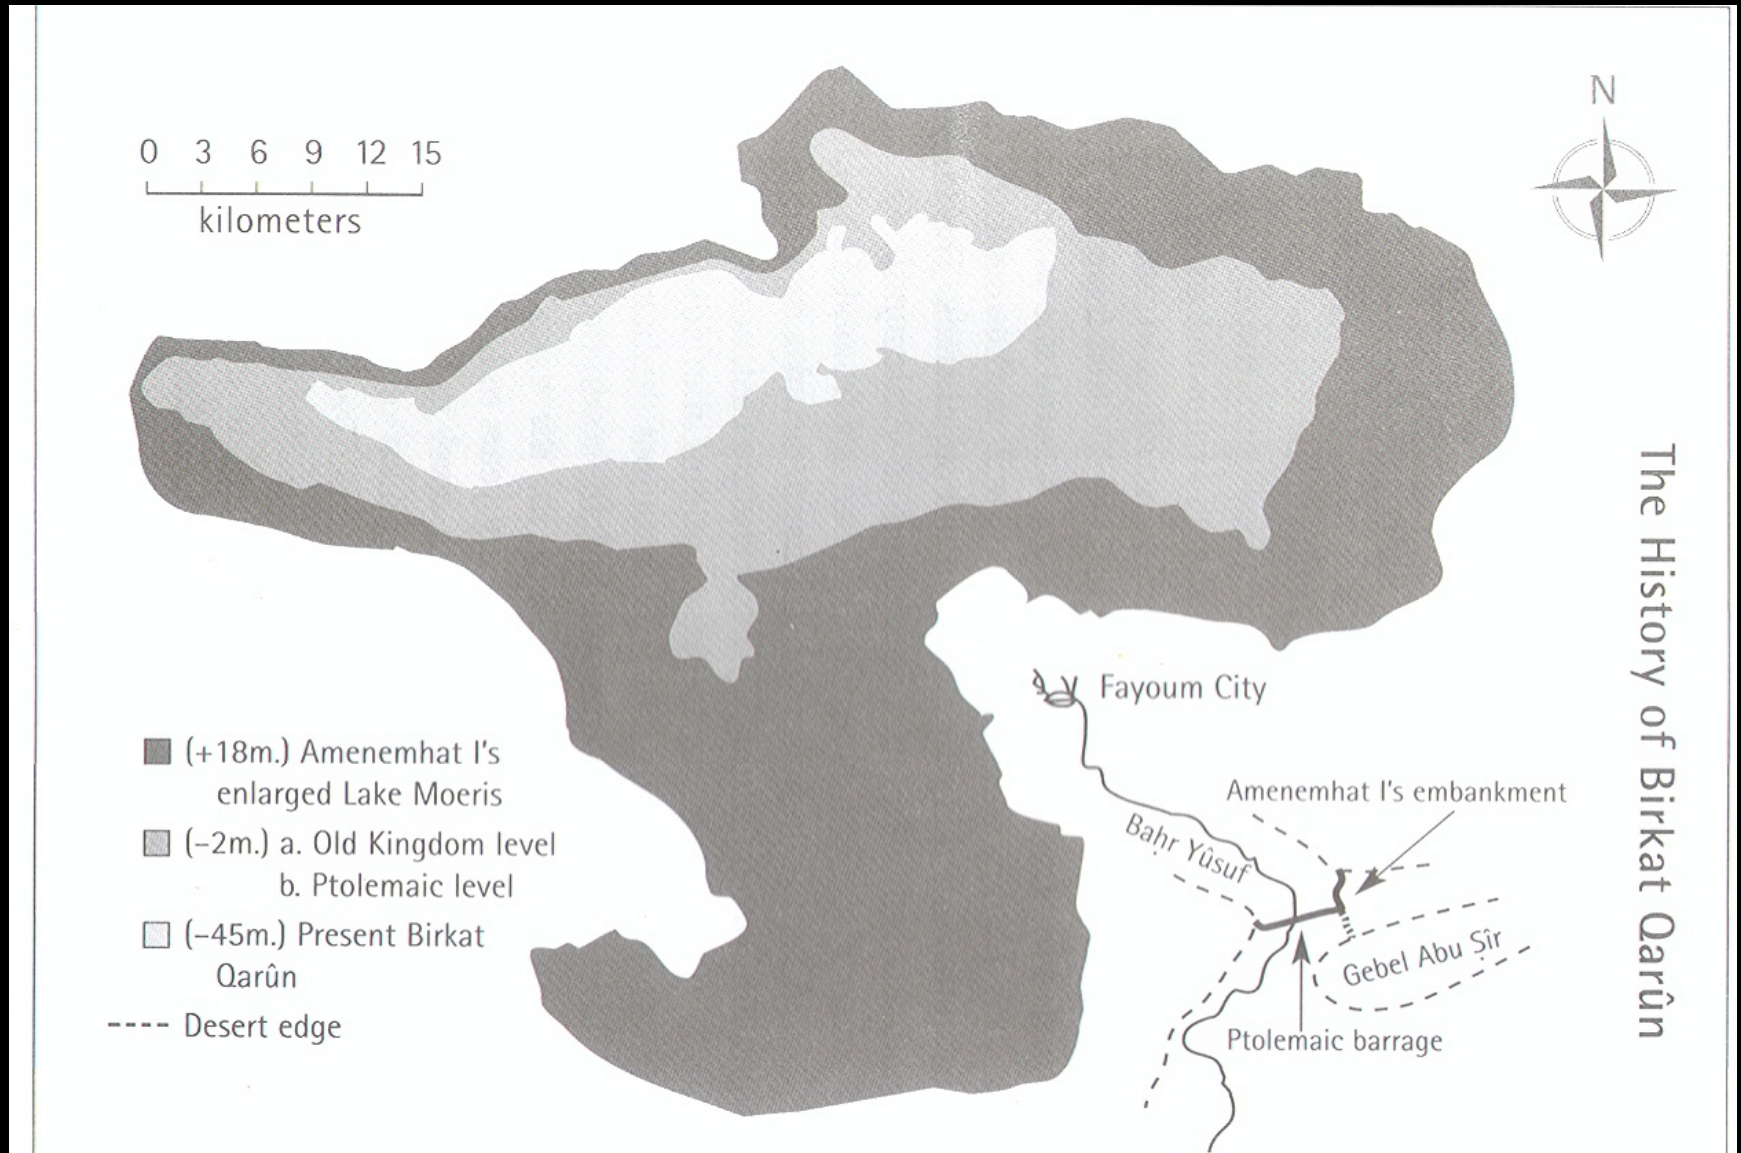 The History of Birkat Qarûn
N
0 3 6 9 12 15
kilometers
Fayoum City
Amenemhat I's embankment
Bahr Yûsuf
Gebel Abu Ṣîr
Ptolemaic barrage
(+18m.) Amenemhat I's
enlarged Lake Moeris
(−2m.) a. Old Kingdom level
b. Ptolemaic level
(−45m.) Present Birkat
Qarûn
Desert edge